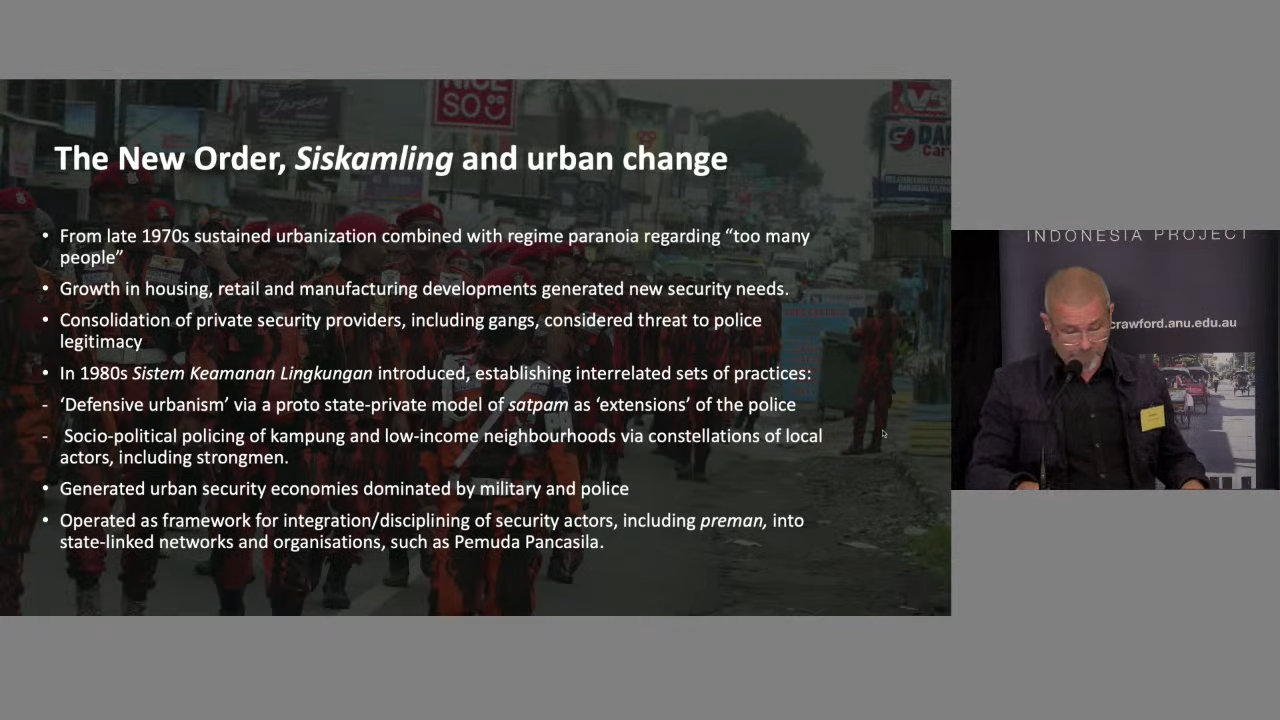 NICE
SO
The New Order, Siskamling and urban change
• From late 1970s sustained urbanization combined with regime paranoia regarding “too many
people”
• Growth in housing, retail and manufacturing developments generated new security needs.
• Consolidation of private security providers, including gangs, considered threat to police
legitimacy
• In 1980s Sistem Keamanan Lingkungan introduced, establishing interrelated sets of practices:
- ‘Defensive urbanism’ via a proto state-private model of satpam as ‘extensions’ of the police
- Socio-political policing of kampung and low-income neighbourhoods via constellations of local
actors, including strongmen.
• Generated urban security economies dominated by military and police
• Operated as framework for integration/disciplining of security actors, including preman, into
state-linked networks and organisations, such as Pemuda Pancasila.
INDONESIA PROJECT
crawford.anu.edu.au